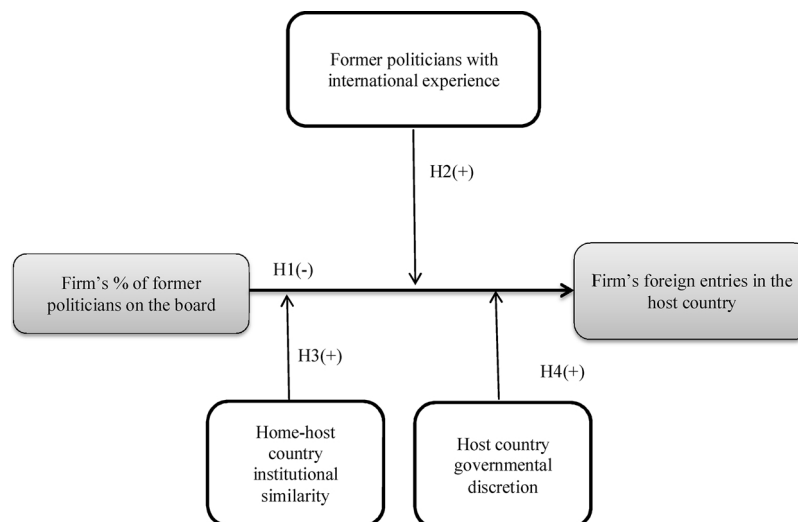 Former politicians with
international experience
H2(+)
H1(-)
Firm's % of former
politicians on the board
Firm's foreign entries in the
host country
H3(+)
H4(+)
Home-host
country
institutional
similarity
Host country
governmental
discretion